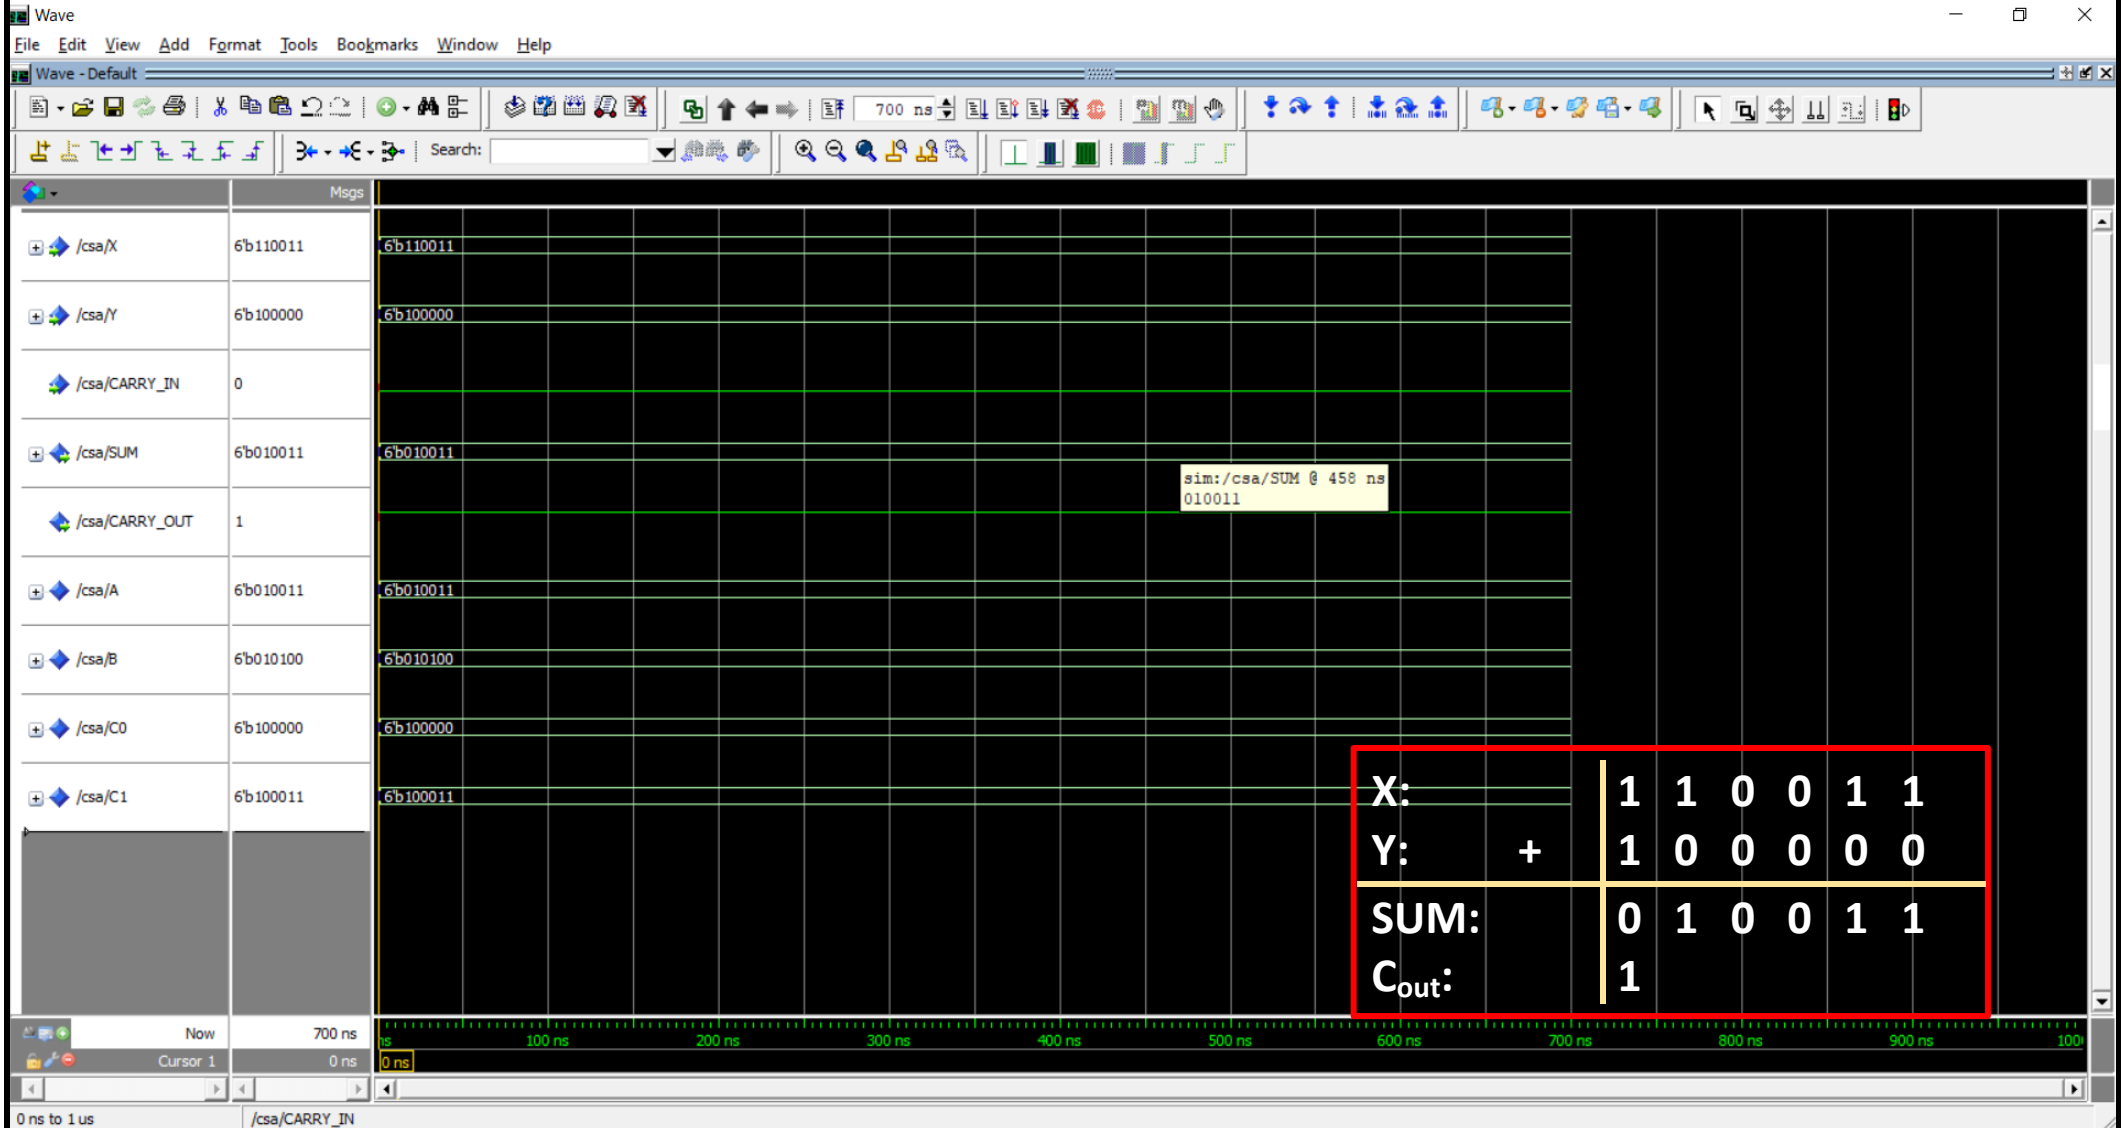 Wave
File Edit View Add Format Tools Bookmarks Window Help
Wave - Default
700 ns
Search:
Msgs
/csa/X 6'b110011 6'b110011
/csa/Y 6'b100000 6'b100000
/csa/CARRY_IN 0
/csa/SUM 6'b010011 6'b010011
sim:/csa/SUM @ 458 ns
010011
/csa/CARRY_OUT 1
/csa/A 6'b010011 6'b010011
/csa/B 6'b010100 6'b010100
/csa/C0 6'b100000 6'b100000
/csa/C1 6'b100011 6'b100011
X: 1 1 0 0 1 1
Y: + 1 0 0 0 0 0
SUM: 0 1 0 0 1 1
Cout: 1
Now 700 ns
ns 100 ns 200 ns 300 ns 400 ns 500 ns 600 ns 700 ns 800 ns 900 ns 100
Cursor 1 0 ns 0 ns
0 ns to 1 us /csa/CARRY_IN